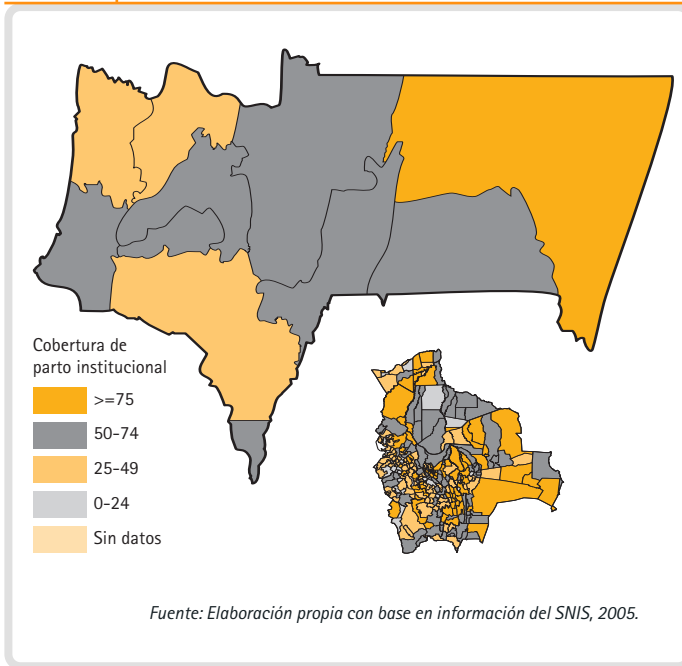 Cobertura de
parto institucional
>=75
50-74
25-49
0-24
Sin datos
Fuente: Elaboración propia con base en información del SNIS, 2005.